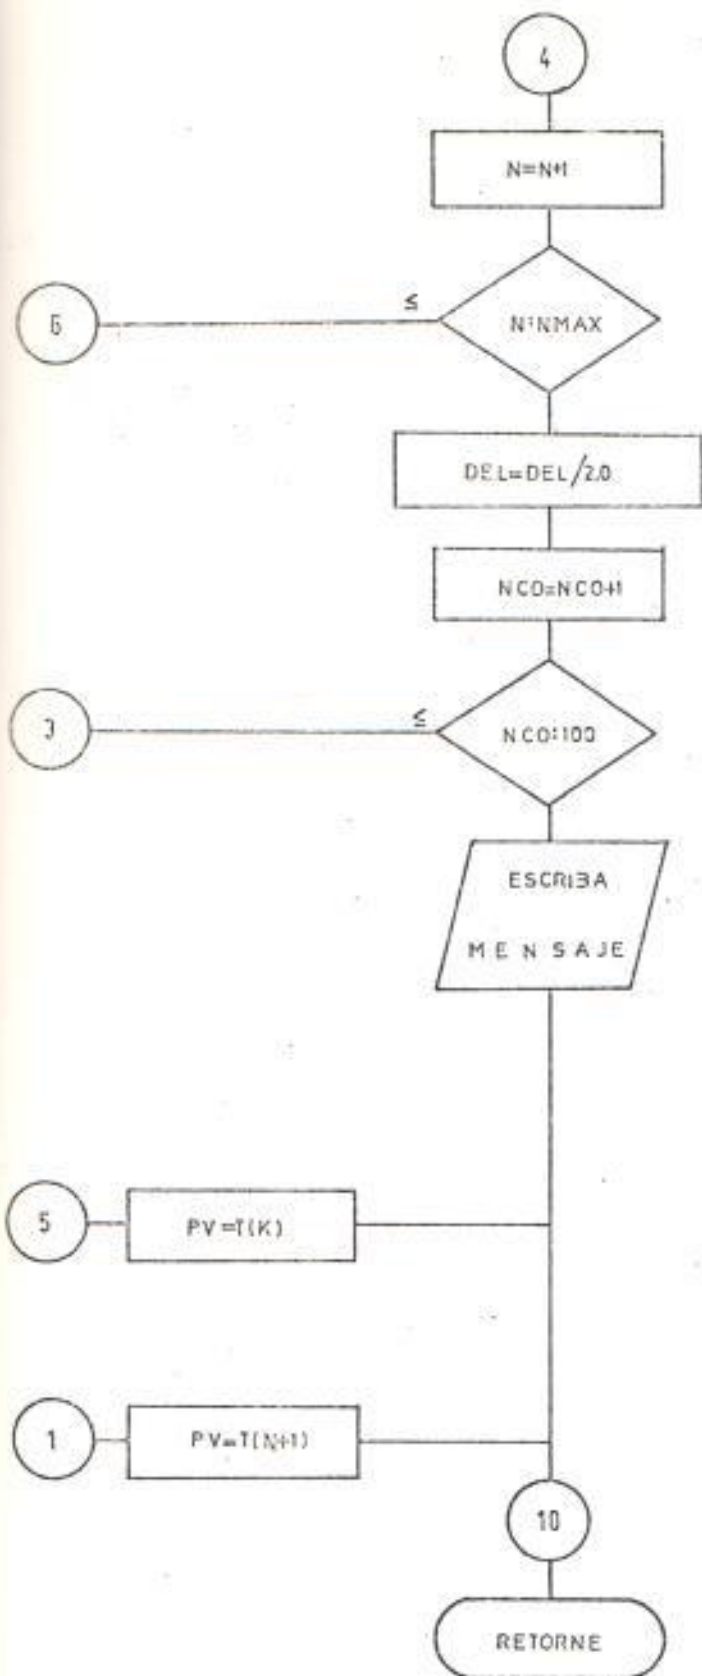 4
N=N+1
≤
6
N:NMAX
DEL=DEL/2.0
NCO=NCO+1
≤
3
NCO:100
ESCRIBA
MENSAJE
5
PV=T(K)
1
PV=T(N+1)
10
RETORNE